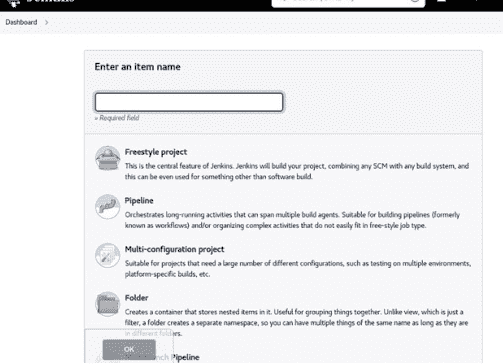 Jenkins
Dashboard
Enter an item name
» Required field
Freestyle project
This is the central feature of Jenkins. Jenkins will build your project, combining any SCM with any build system, and
this can be even used for something other than software build.
Pipeline
Orchestrates long-running activities that can span multiple build agents. Suitable for building pipelines (formerly
known as workflows) and/or organizing complex activities that do not easily fit in free-style job type.
Multi-configuration project
Suitable for projects that need a large number of different configurations, such as testing on multiple environments,
platform-specific builds, etc.
Folder
Creates a container that stores nested items in it. Useful for grouping things together. Unlike view, which is just a
filter, a folder creates a separate namespace, so you can have multiple things of the same name as long as they are
in different folders.
OK
Pipeline